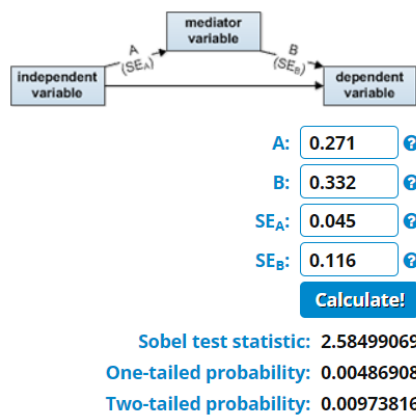 mediator
variable
A
(SEA)
B
(SEB)
independent
variable
dependent
variable
A: 0.271 ?
B: 0.332 ?
SEA: 0.045 ?
SEB: 0.116 ?
Calculate!
Sobel test statistic: 2.58499069
One-tailed probability: 0.00486908
Two-tailed probability: 0.00973816